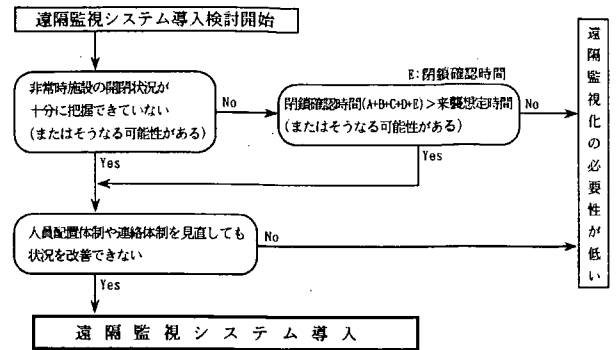 遠隔監視システム導入検討開始
非常時施設の開閉状況が
十分に把握できていない
(またはそうなる可能性がある)
No
E:閉鎖確認時間
閉鎖確認時間(A+B+C+D+E)>来襲想定時間
(またはそうなる可能性がある)
No
Yes
Yes
人員配置体制や連絡体制を見直しても
状況を改善できない
No
Yes
遠隔監視システム導入
遠隔監視化の必要性が低い